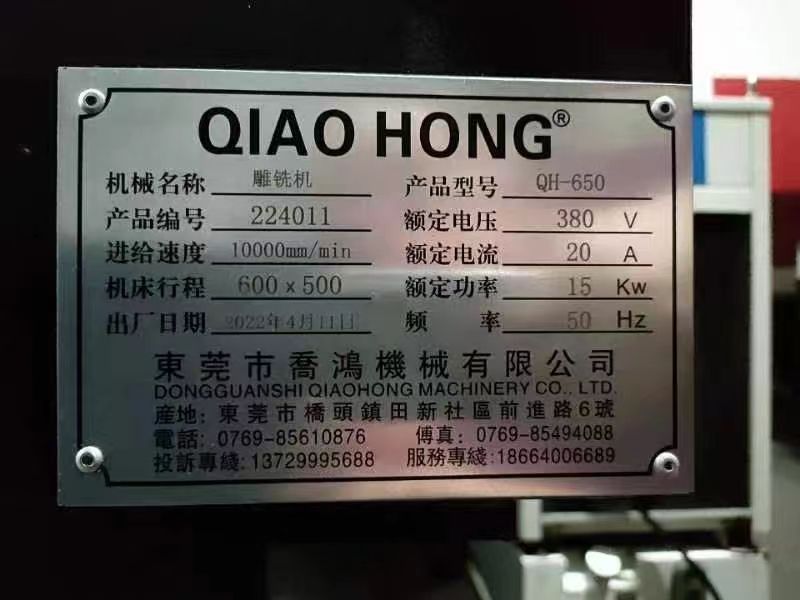 QIAO HONG®
机械名称 雕铣机 产品型号 QH-650
产品编号 224011 额定电压 380 V
进给速度 10000mm/min 额定电流 20 A
机床行程 600×500 额定功率 15 Kw
出厂日期 2022年4月11日 频率 50 Hz
東莞市喬鴻機械有限公司
DONGGUANSHI QIAOHONG MACHINERY CO., LTD.
産地: 東莞市橋頭鎮田新社區前進路6號
電話: 0769-85610876 傳真: 0769-85494088
投訴專綫: 13729995688 服務專綫: 18664006689